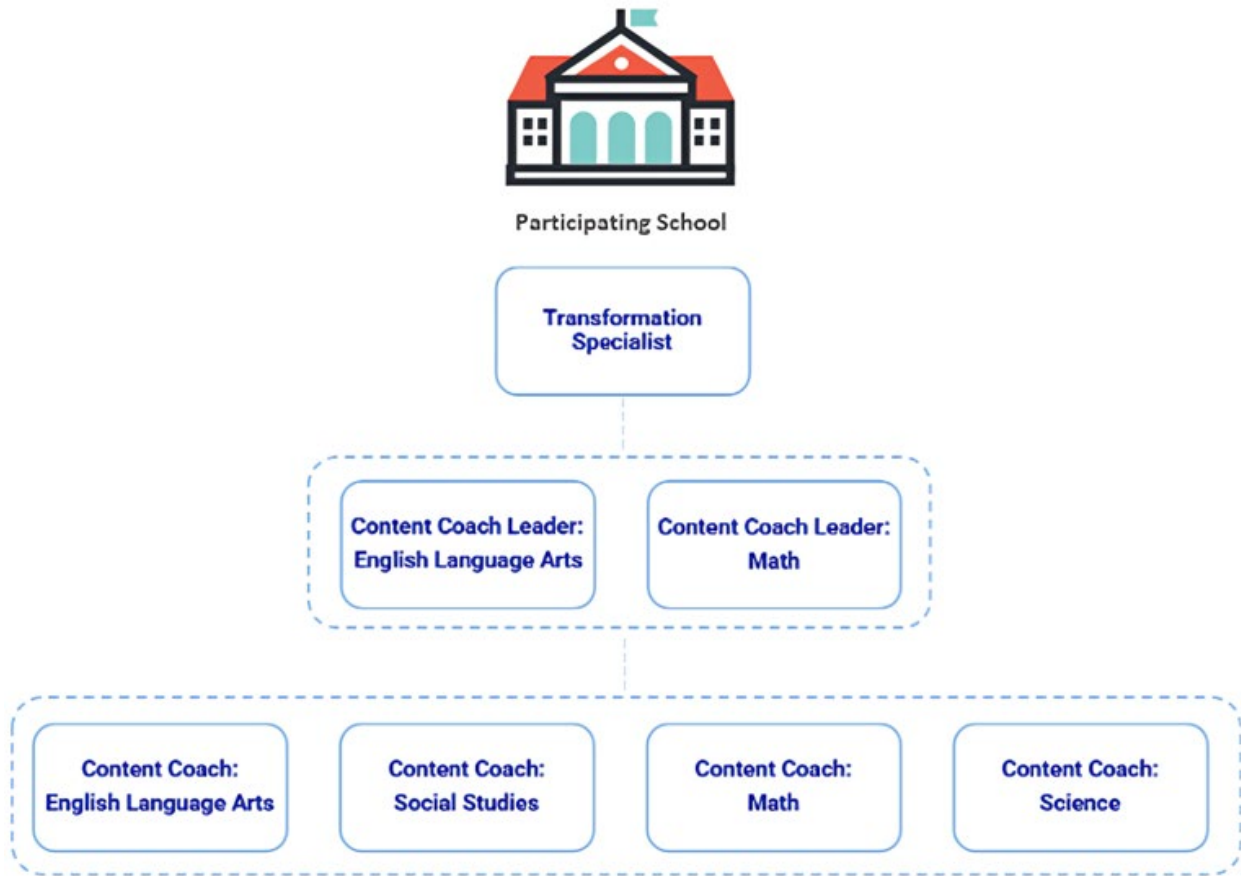 Participating School
Transformation
Specialist
Content Coach Leader:
English Language Arts
Content Coach Leader:
Math
Content Coach:
English Language Arts
Content Coach:
Social Studies
Content Coach:
Math
Content Coach:
Science